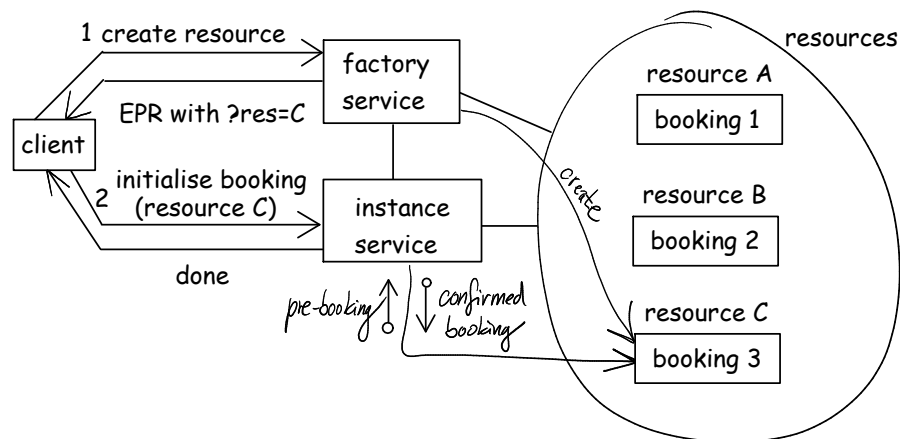 1 create resource
factory
service
EPR with ?res=C
client
2
initialise booking
(resource C)
instance
service
done
pre-booking
confirmed
booking
create
resources
resource A
booking 1
resource B
booking 2
resource C
booking 3